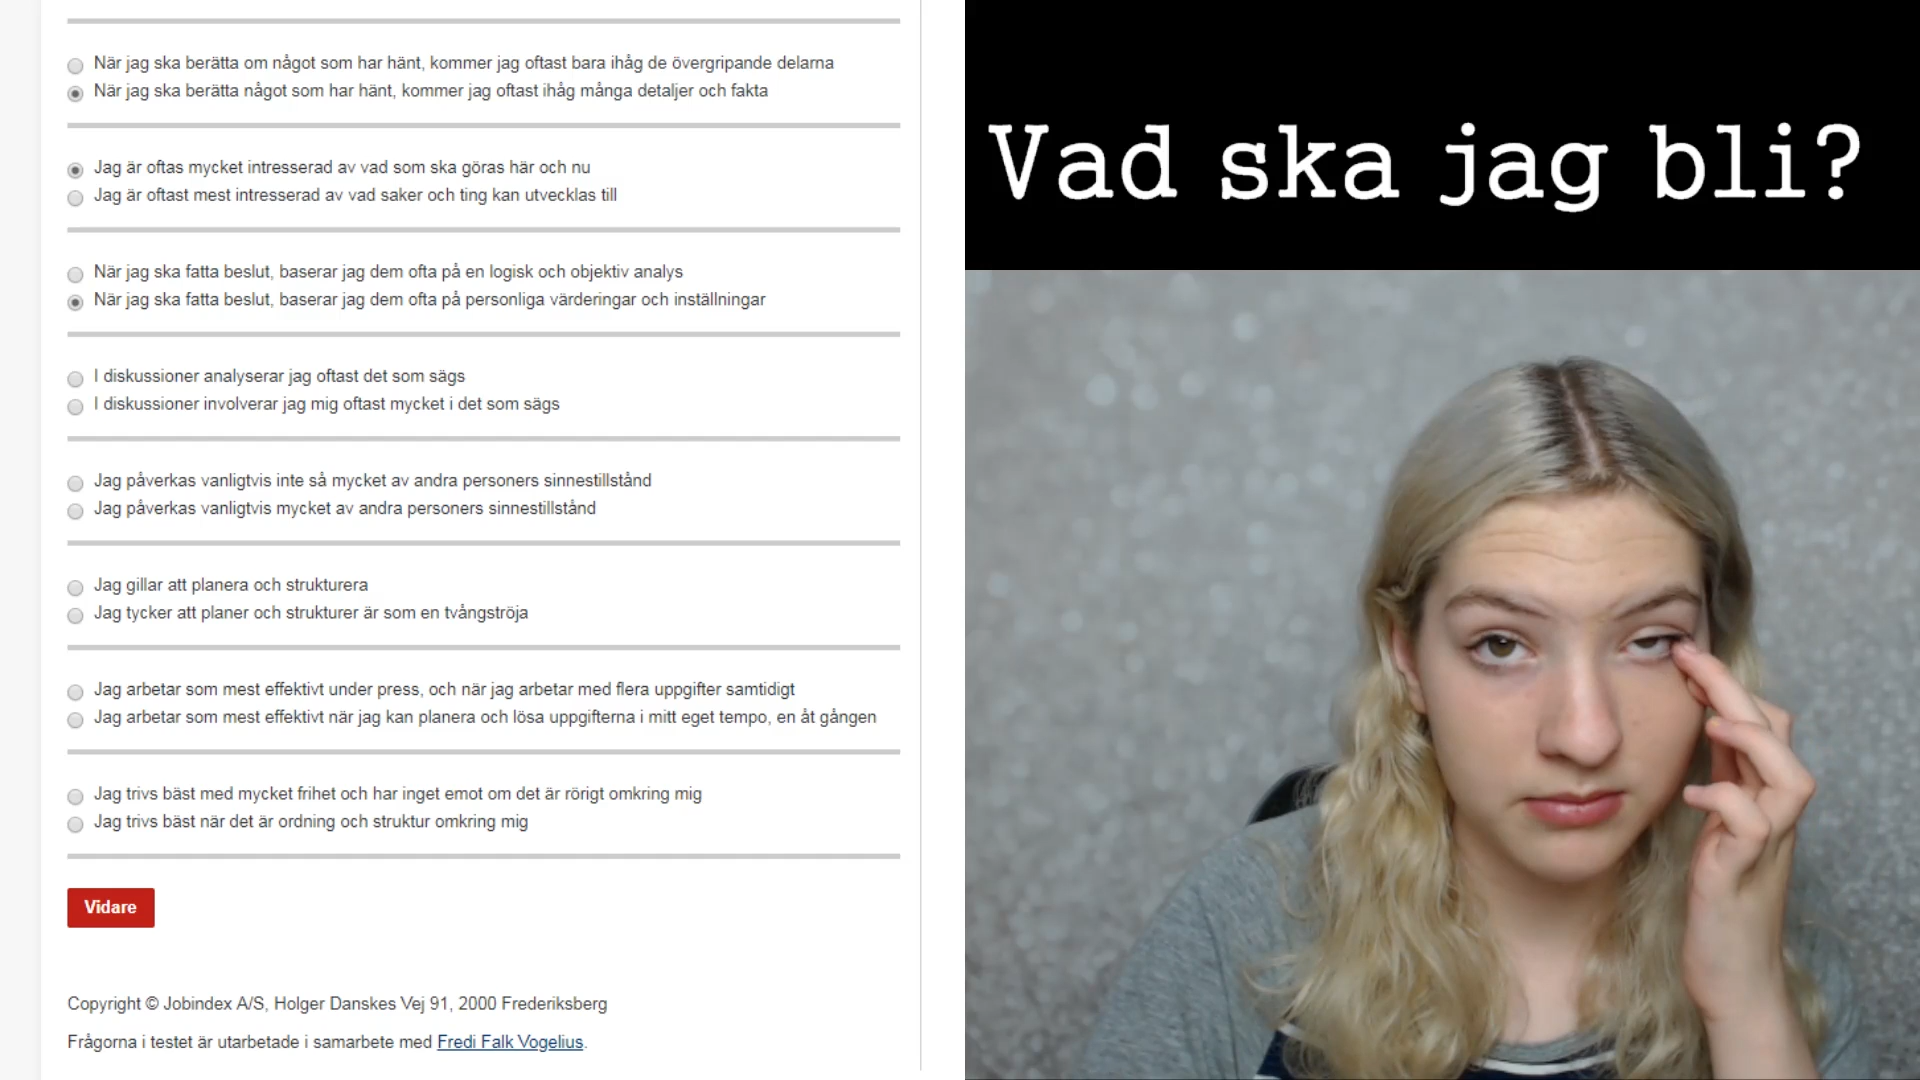 När jag ska berätta om något som har hänt, kommer jag oftast bara ihåg de övergripande delarna
När jag ska berätta något som har hänt, kommer jag oftast ihåg många detaljer och fakta
Jag är oftas mycket intresserad av vad som ska göras här och nu
Jag är oftast mest intresserad av vad saker och ting kan utvecklas till
När jag ska fatta beslut, baserar jag dem ofta på en logisk och objektiv analys
När jag ska fatta beslut, baserar jag dem ofta på personliga värderingar och inställningar
I diskussioner analyserar jag oftast det som sägs
I diskussioner involverar jag mig oftast mycket i det som sägs
Jag påverkas vanligtvis inte så mycket av andra personers sinnestillstånd
Jag påverkas vanligtvis mycket av andra personers sinnestillstånd
Jag gillar att planera och strukturera
Jag tycker att planer och strukturer är som en tvångströja
Jag arbetar som mest effektivt under press, och när jag arbetar med flera uppgifter samtidigt
Jag arbetar som mest effektivt när jag kan planera och lösa uppgifterna i mitt eget tempo, en åt gången
Jag trivs bäst med mycket frihet och har inget emot om det är rörigt omkring mig
Jag trivs bäst när det är ordning och struktur omkring mig
Vidare
Copyright © Jobindex A/S, Holger Danskes Vej 91, 2000 Frederiksberg
Frågorna i testet är utarbetade i samarbete med Fredi Falk Vogelius.
Vad ska jag bli?